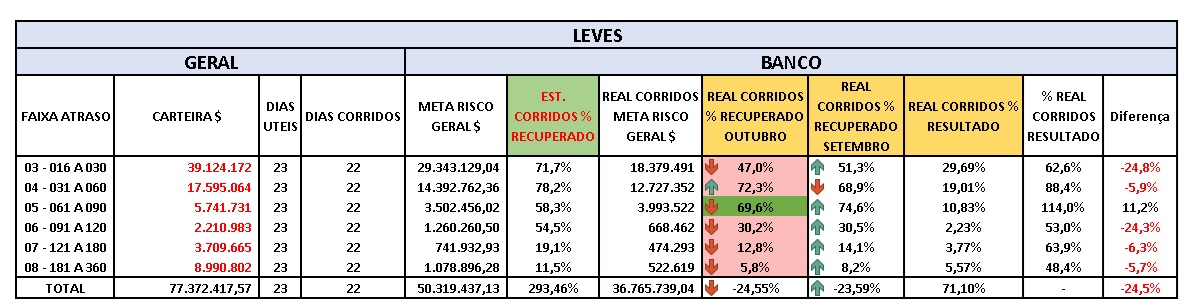 LEVES
GERAL BANCO
FAIXA ATRASO CARTEIRA $ DIAS UTEIS DIAS CORRIDOS META RISCO GERAL $ EST. CORRIDOS % RECUPERADO REAL CORRIDOS META RISCO GERAL $ REAL CORRIDOS % RECUPERADO OUTUBRO REAL CORRIDOS % RECUPERADO SETEMBRO REAL CORRIDOS % RESULTADO % REAL CORRIDOS RESULTADO Diferença
03 - 016 A 030 39.124.172 23 22 29.343.129,04 71,7% 18.379.491 47,0% 51,3% 29,69% 62,6% -24,8%
04 - 031 A 060 17.595.064 23 22 14.392.762,36 78,2% 12.727.352 72,3% 68,9% 19,01% 88,4% -5,9%
05 - 061 A 090 5.741.731 23 22 3.502.456,02 58,3% 3.993.522 69,6% 74,6% 10,83% 114,0% 11,2%
06 - 091 A 120 2.210.983 23 22 1.260.260,50 54,5% 668.462 30,2% 30,5% 2,23% 53,0% -24,3%
07 - 121 A 180 3.709.665 23 22 741.932,93 19,1% 474.293 12,8% 14,1% 3,77% 63,9% -6,3%
08 - 181 A 360 8.990.802 23 22 1.078.896,28 11,5% 522.619 5,8% 8,2% 5,57% 48,4% -5,7%
TOTAL 77.372.417,57 23 22 50.319.437,13 293,46% 36.765.739,04 -24,55% -23,59% 71,10% - -24,5%